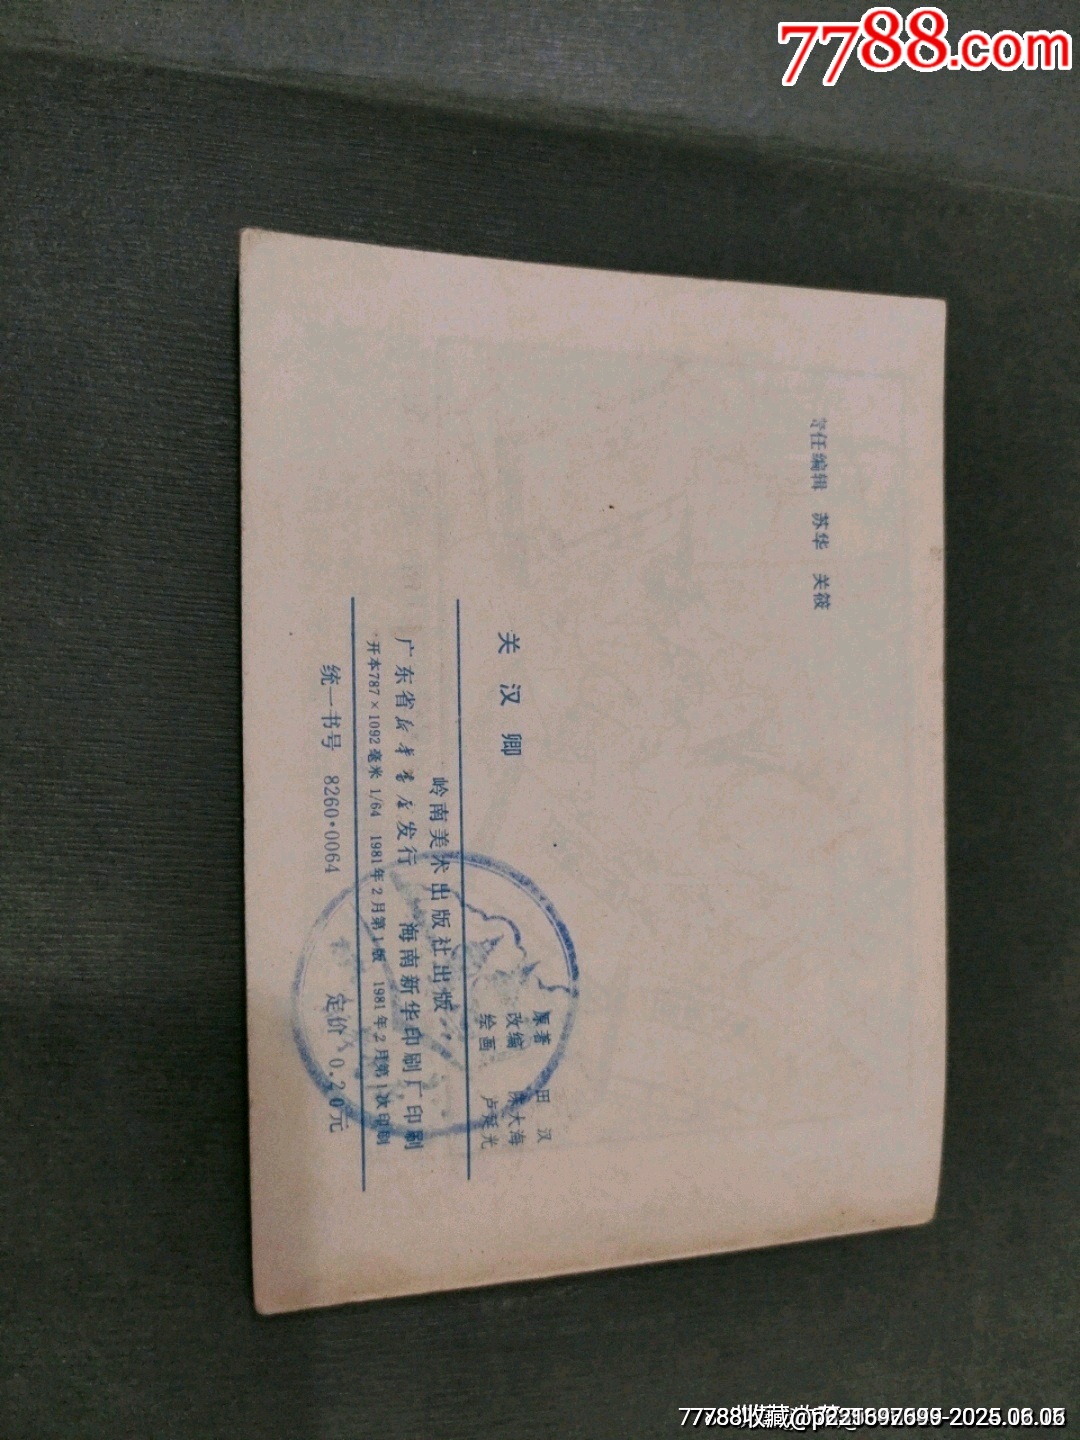 7788.com
任编辑 苏华 关筱
关汉卿
原著 田汉
改编 陈大海
绘画 卢延光
岭南美术出版社出版
广东省新华书店发行 海南新华印刷厂印刷
开本787×1092毫米1/64 1981年2月第1版 1981年2月第1次印刷
统一书号 8260·0064 定价 0.20元